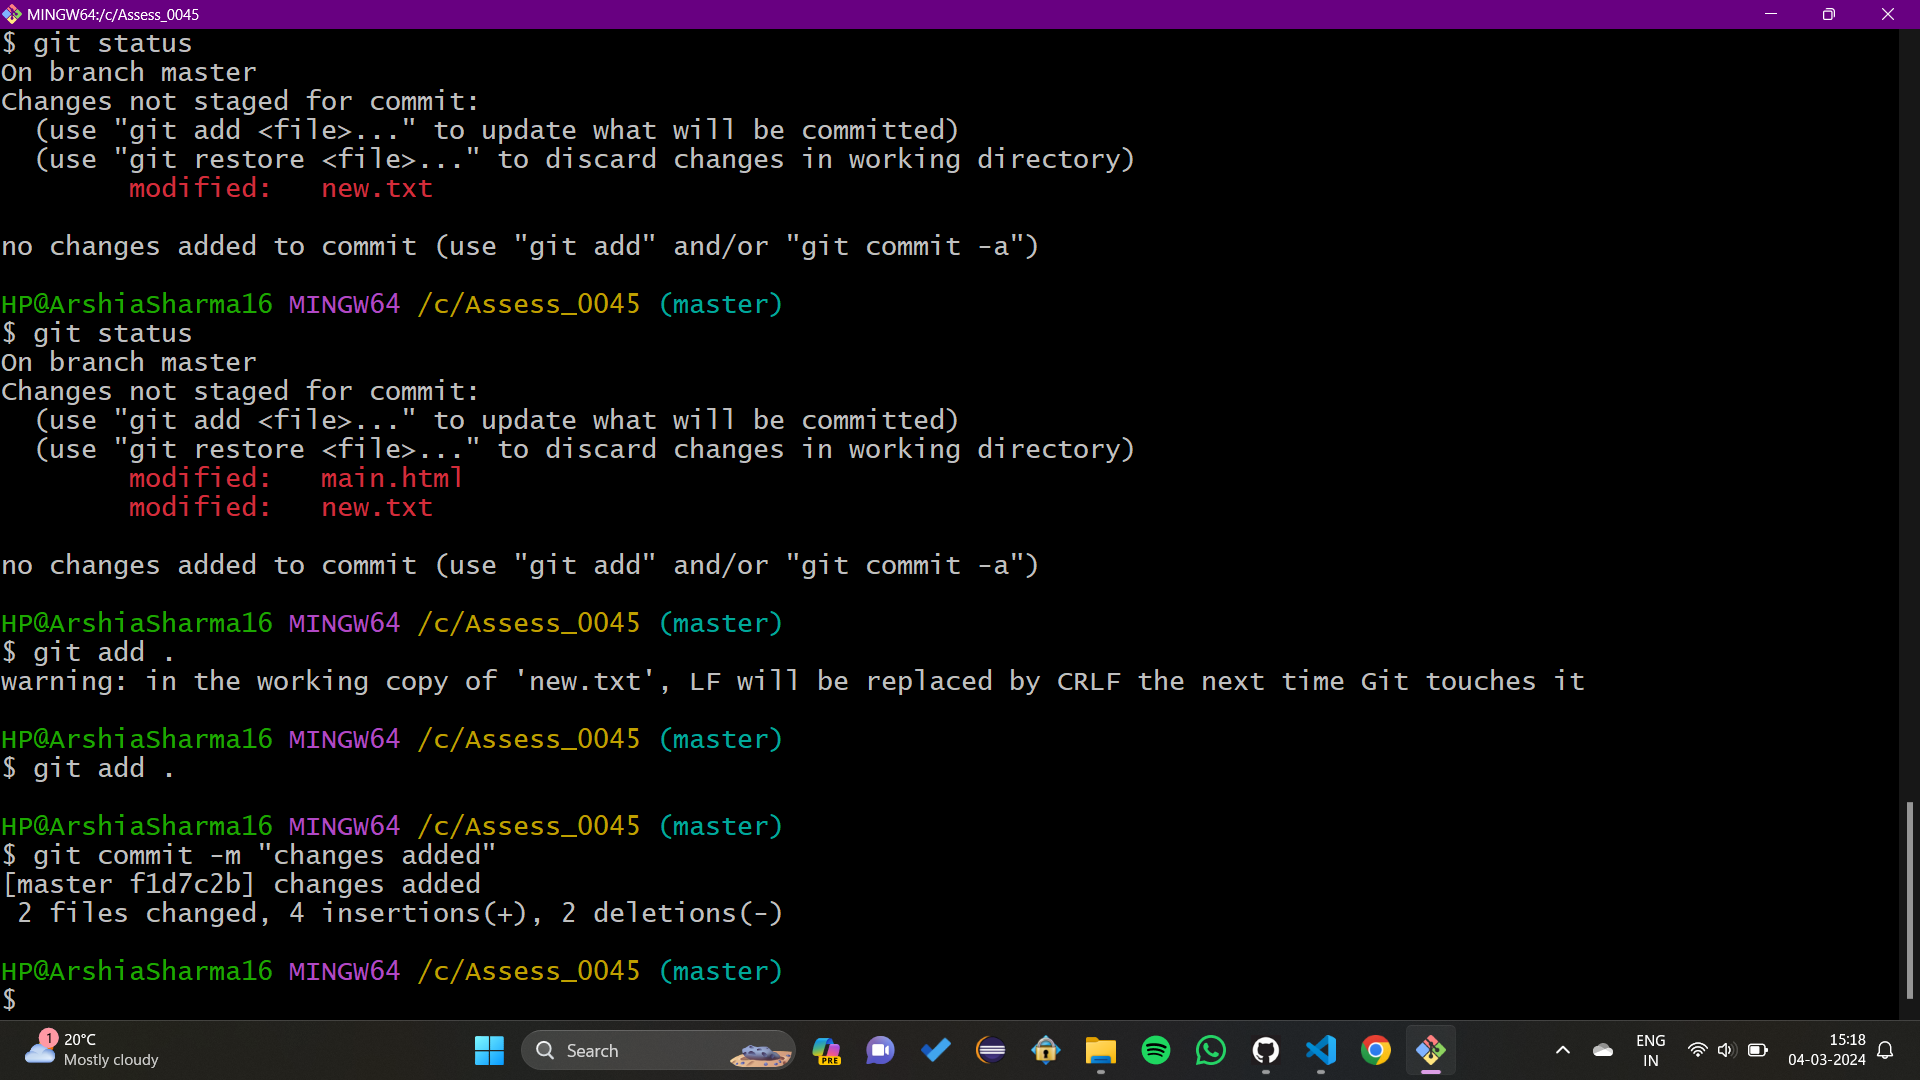 MINGW64:/c/Assess_0045
$ git status
On branch master
Changes not staged for commit:
  (use "git add <file>..." to update what will be committed)
  (use "git restore <file>..." to discard changes in working directory)
        modified:   new.txt

no changes added to commit (use "git add" and/or "git commit -a")

HP@ArshiaSharma16 MINGW64 /c/Assess_0045 (master)
$ git status
On branch master
Changes not staged for commit:
  (use "git add <file>..." to update what will be committed)
  (use "git restore <file>..." to discard changes in working directory)
        modified:   main.html
        modified:   new.txt

no changes added to commit (use "git add" and/or "git commit -a")

HP@ArshiaSharma16 MINGW64 /c/Assess_0045 (master)
$ git add .
warning: in the working copy of 'new.txt', LF will be replaced by CRLF the next time Git touches it

HP@ArshiaSharma16 MINGW64 /c/Assess_0045 (master)
$ git add .

HP@ArshiaSharma16 MINGW64 /c/Assess_0045 (master)
$ git commit -m "changes added"
[master f1d7c2b] changes added
 2 files changed, 4 insertions(+), 2 deletions(-)

HP@ArshiaSharma16 MINGW64 /c/Assess_0045 (master)
$
1
20°C
Mostly cloudy
Search
PRE
ENG
IN
15:18
04-03-2024